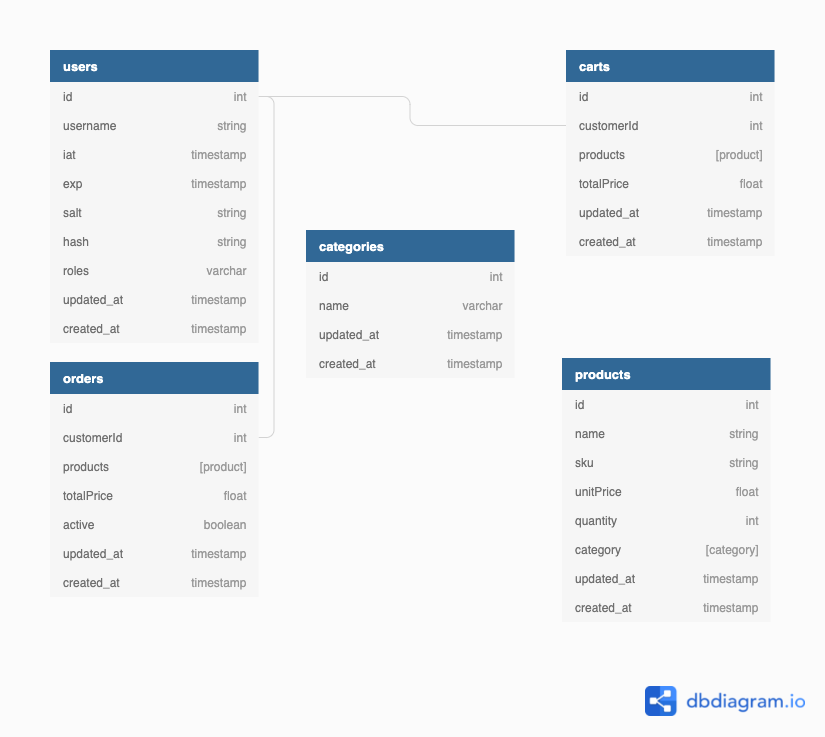 users
id int
username string
iat timestamp
exp timestamp
salt string
hash string
roles varchar
updated_at timestamp
created_at timestamp
orders
id int
customerId int
products [product]
totalPrice float
active boolean
updated_at timestamp
created_at timestamp
categories
id int
name varchar
updated_at timestamp
created_at timestamp
carts
id int
customerId int
products [product]
totalPrice float
updated_at timestamp
created_at timestamp
products
id int
name string
sku string
unitPrice float
quantity int
category [category]
updated_at timestamp
created_at timestamp
dbdiagram.io